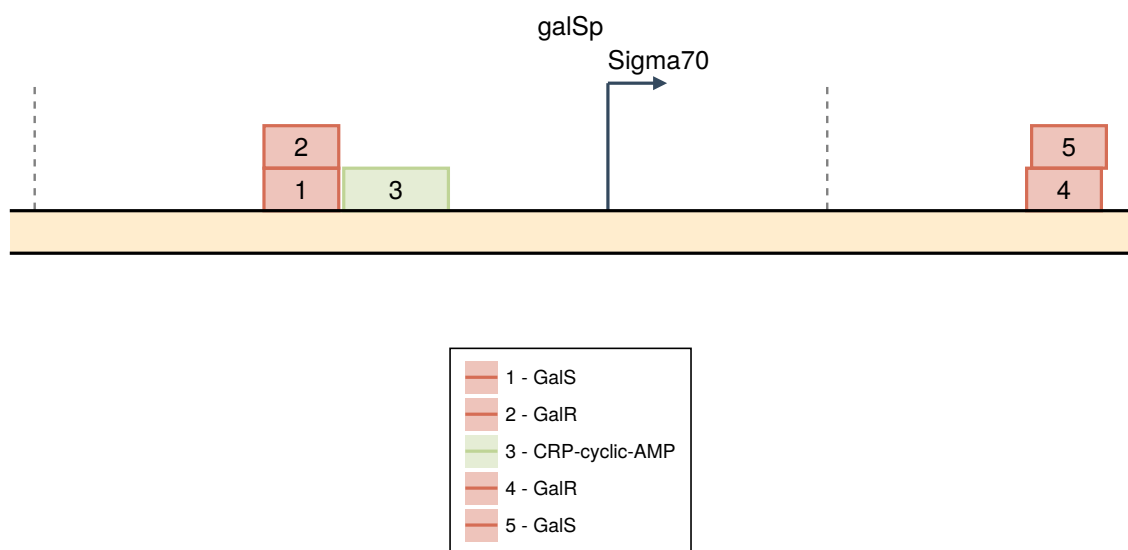 galSp
Sigma70
2
5
1
3
4
1 - GalS
2 - GalR
3 - CRP-cyclic-AMP
4 - GalR
5 - GalS